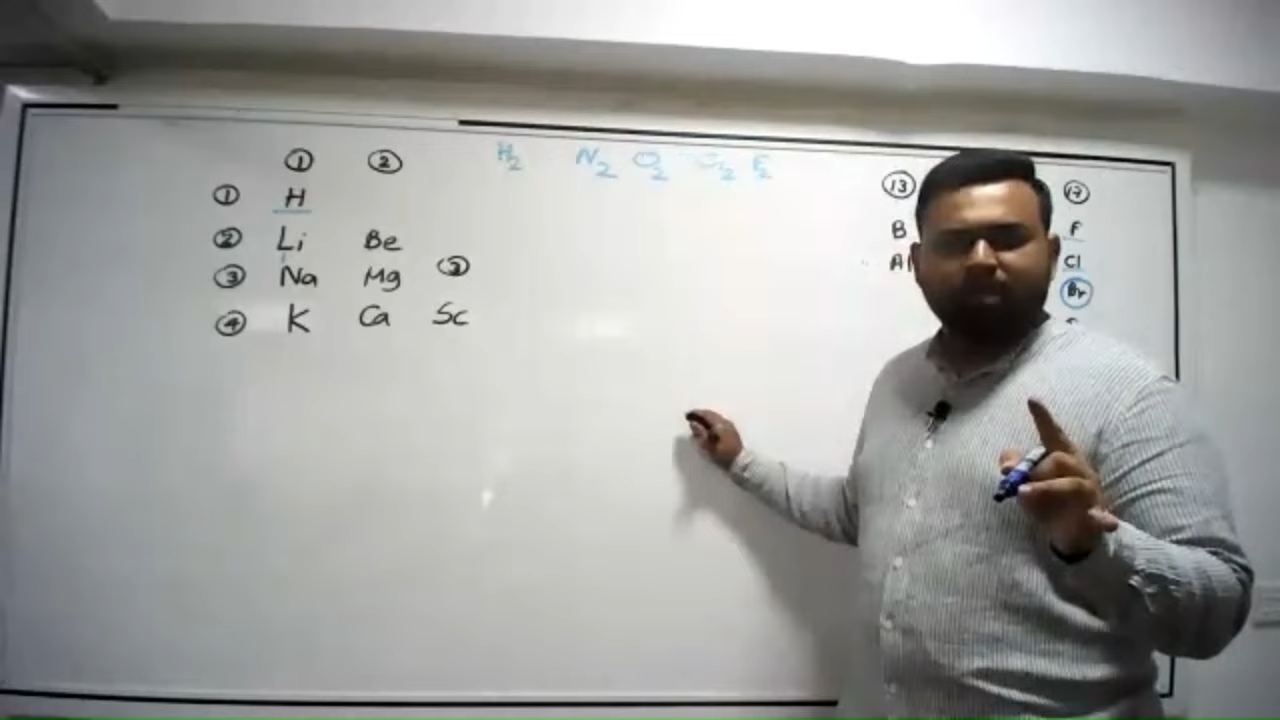 ① ② H₂ N₂ O₂ Cl₂ F₂ ⑬ ⑰
① H
② Li Be B F
③ Na Mg ③ Al Cl
Br
④ K Ca Sc